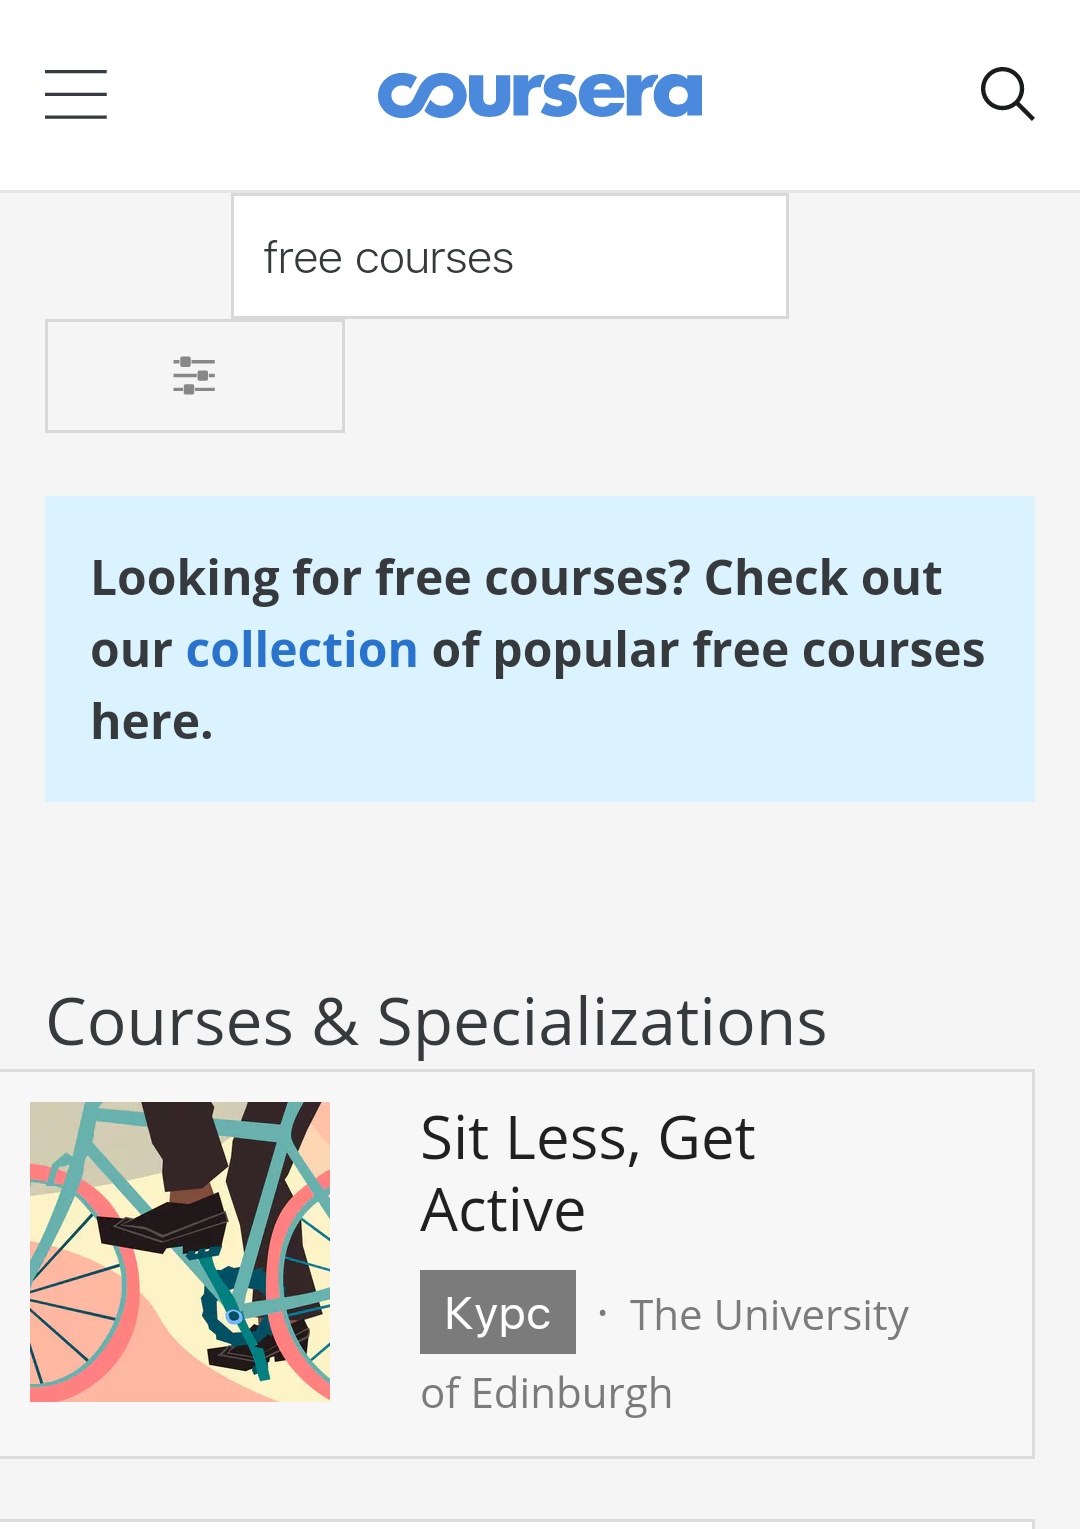 coursera
free courses
Looking for free courses? Check out
our collection of popular free courses
here.
Courses & Specializations
Sit Less, Get
Active
Курс · The University
of Edinburgh